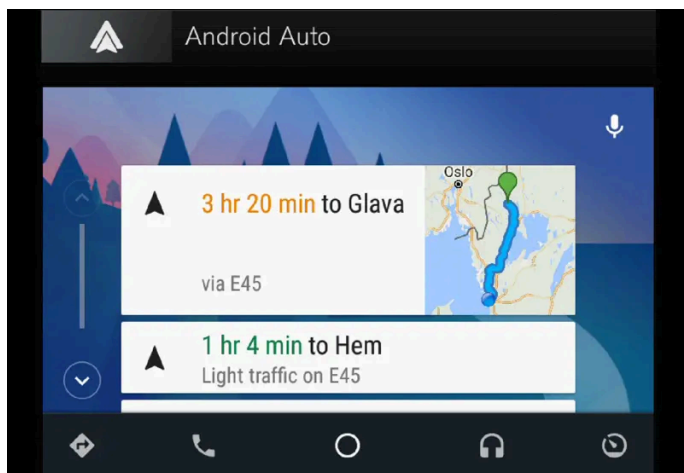 Android Auto
Oslo
3 hr 20 min to Glava
via E45
1 hr 4 min to Hem
Light traffic on E45